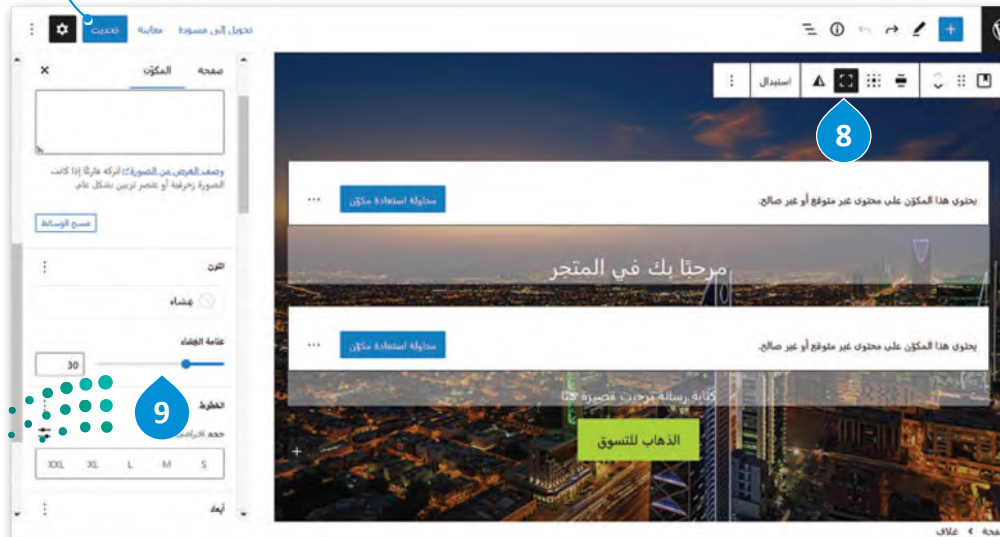 تحويل إلى مسودة
معاينة
تحديث
استبدال
8
يحتوي هذا المكوّن على محتوى غير متوقع أو غير صالح.
محاولة استعادة مكوّن
مرحبًا بك في المتجر
يحتوي هذا المكوّن على محتوى غير متوقع أو غير صالح.
محاولة استعادة مكوّن
كتابة رسالة ترحيب قصيرة هنا
الذهاب للتسوق
صفحة
المكوّن
وصف الغرض من الصورة اتركه فارغًا إذا كانت
الصورة زخرفية أو عنصر تزيين بشكل عام.
مسح الوسائط
اللون
غشاء
عتامة الغشاء
30
9
الخطوط
حجم افتراضي
S M L XL XXL
أبعاد
غلاف